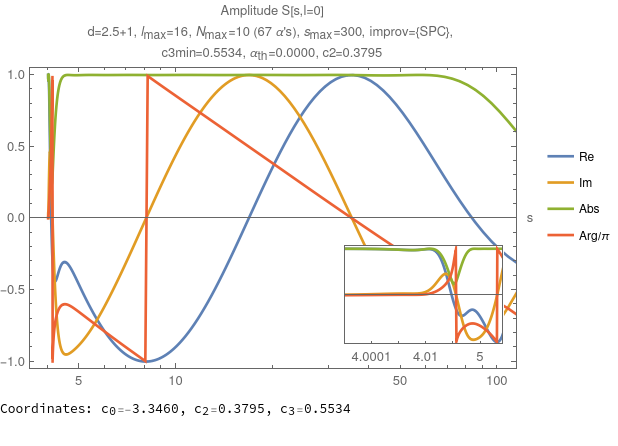 Amplitude S[s,l=0]
d=2.5+1, lmax=16, Nmax=10 (67 α's), smax=300, improv={SPC},
c3min=0.5534, αth=0.0000, c2=0.3795
1.0
0.5
0.0
-0.5
-1.0
5 10 50 100
s
Re
Im
Abs
Arg/π
4.0001 4.01 5
Coordinates: c0=-3.3460, c2=0.3795, c3=0.5534